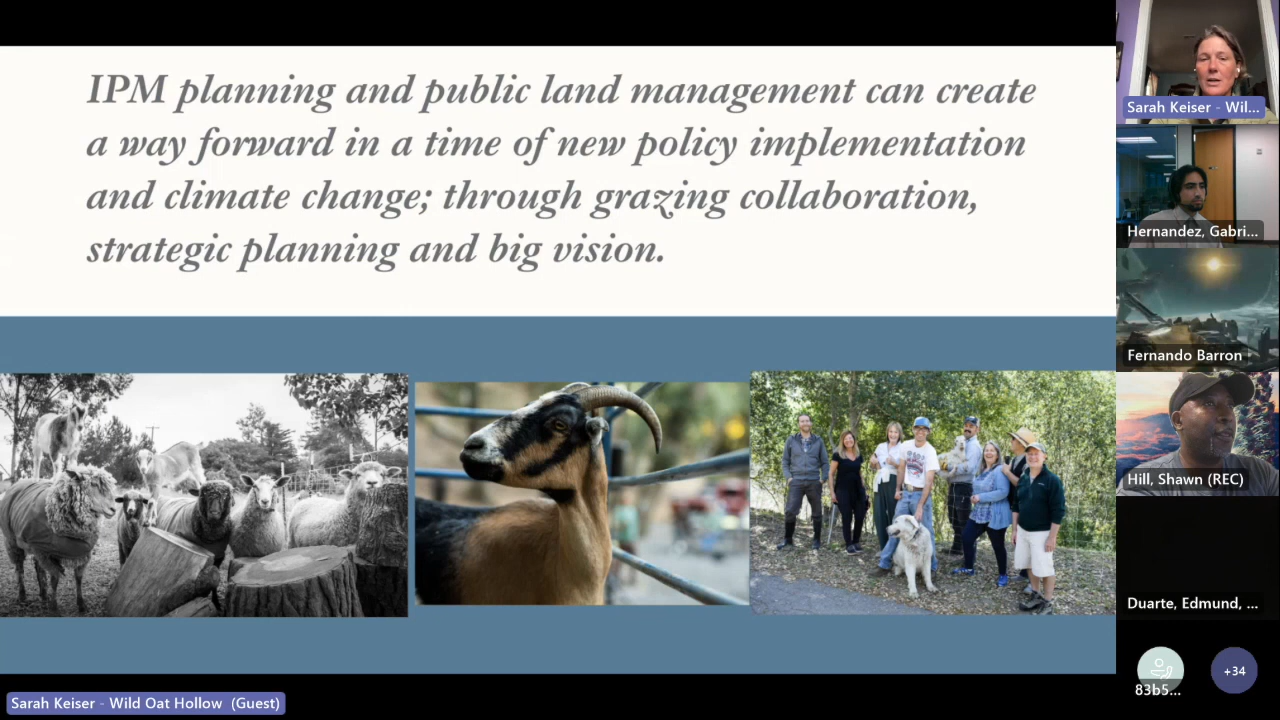 IPM planning and public land management can create
a way forward in a time of new policy implementation
and climate change; through grazing collaboration,
strategic planning and big vision.
Sarah Keiser - Wild Oat Hollow (Guest)
Sarah Keiser - Wil...
Hernandez, Gabri...
Fernando Barron
Hill, Shawn (REC)
Duarte, Edmund, ...
83b5...
+34